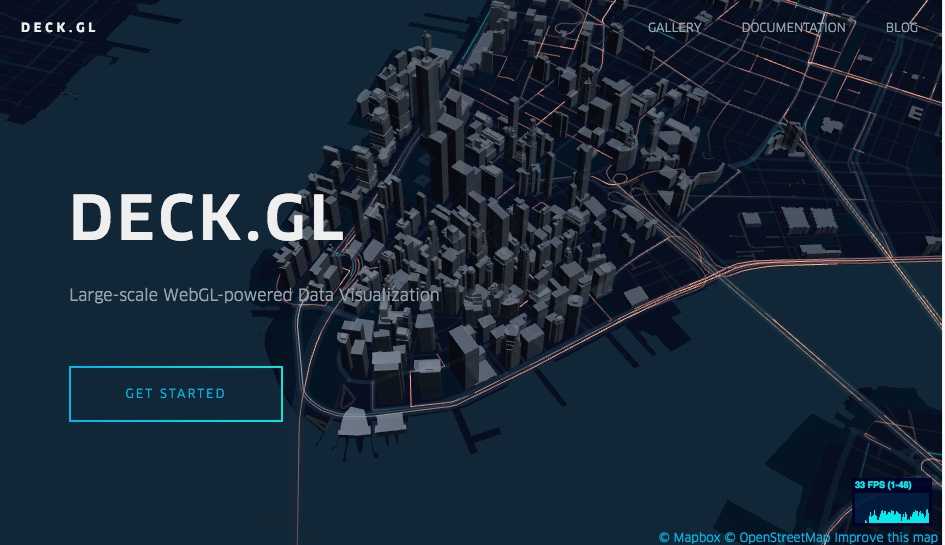 DECK.GL
GALLERY
DOCUMENTATION
BLOG
E
DECK.GL
Large-scale WebGL-powered Data Visualization
GET STARTED
33 FPS (1-48)
© Mapbox © OpenStreetMap Improve this map